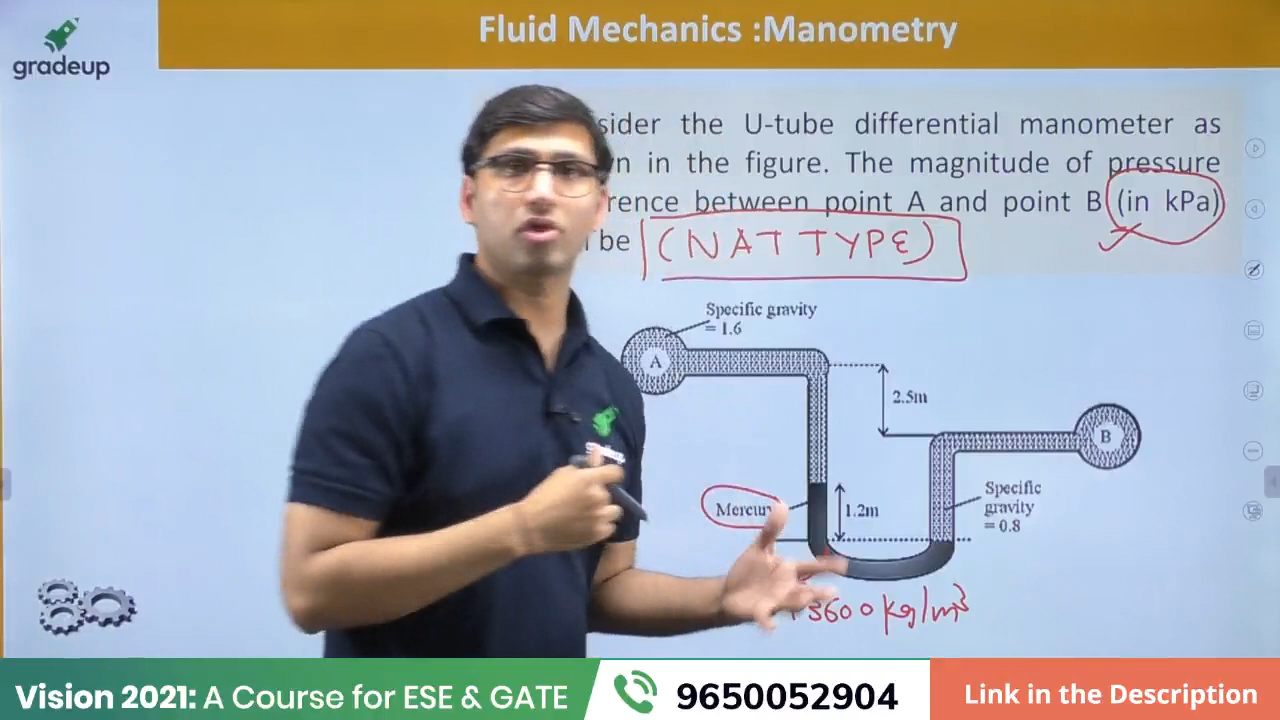 Fluid Mechanics :Manometry
gradeup
sider the U-tube differential manometer as
n in the figure. The magnitude of pressure
rence between point A and point B (in kPa)
be (NAT TYPE)
Specific gravity
= 1.6
A
2.5m
B
Mercu
1.2m
Specific
gravity
= 0.8
3600 kg/m³
Vision 2021: A Course for ESE & GATE
9650052904
Link in the Description